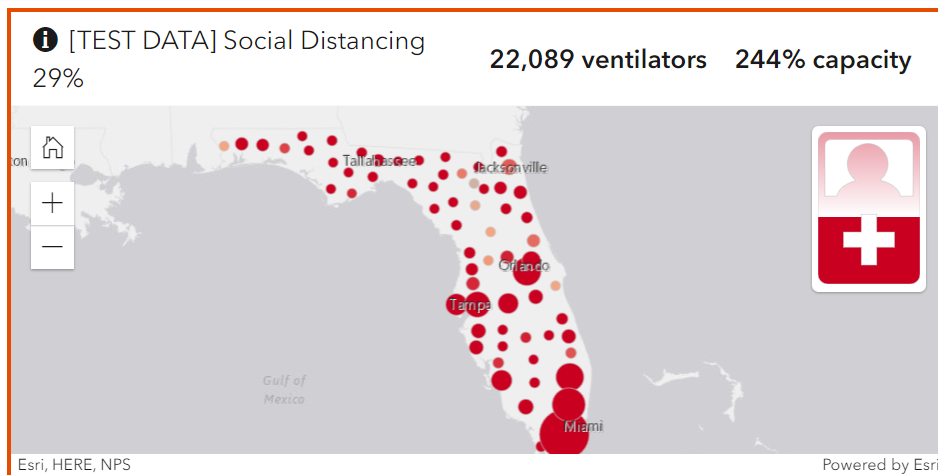 [TEST DATA] Social Distancing
29%
22,089 ventilators 244% capacity
ton
Tallahassee
Jacksonville
Orlando
Tampa
Gulf of
Mexico
Miami
Esri, HERE, NPS
Powered by Esri